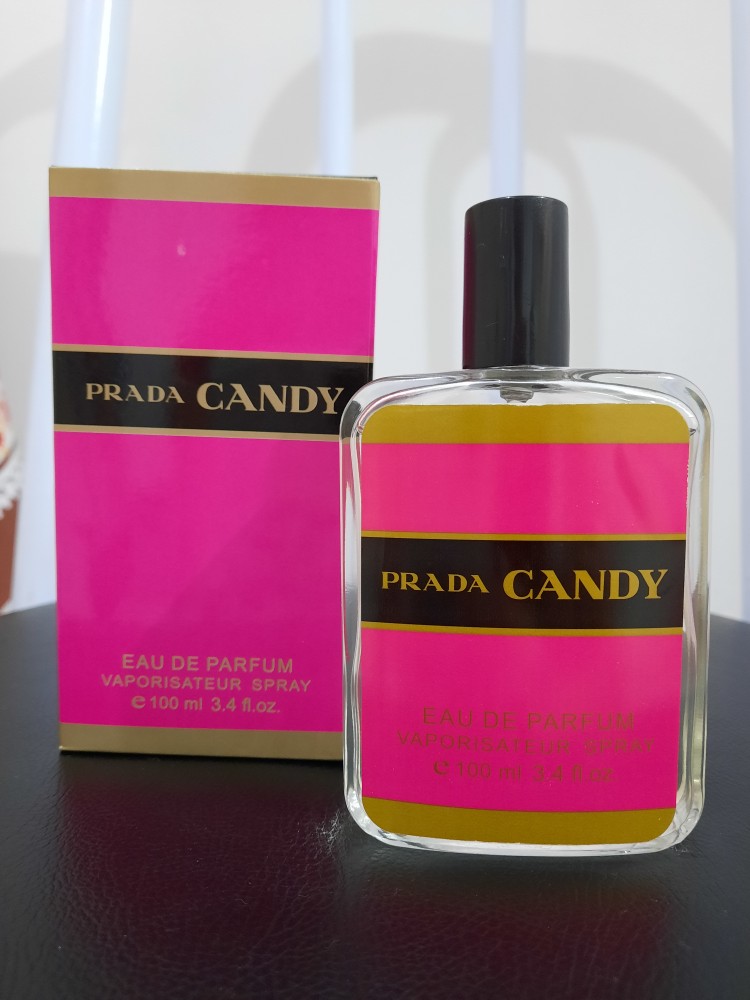 PRADA CANDY
EAU DE PARFUM
VAPORISATEUR SPRAY
℮ 100 ml 3.4 fl.oz.
PRADA CANDY
EAU DE PARFUM
VAPORISATEUR SPRAY
℮ 100 ml 3.4 fl.oz.